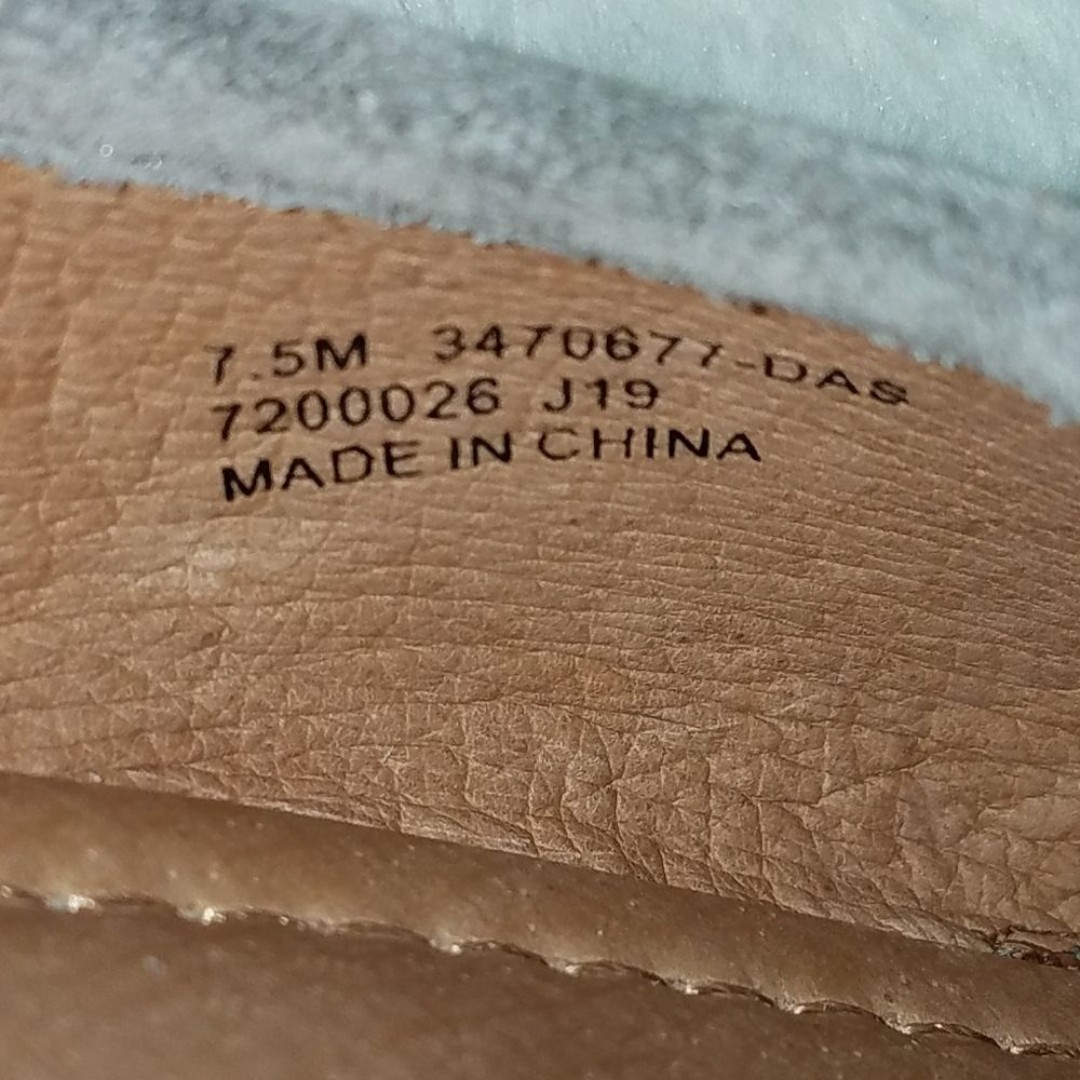 7.5M 3470677-DAS
7200026 J19
MADE IN CHINA